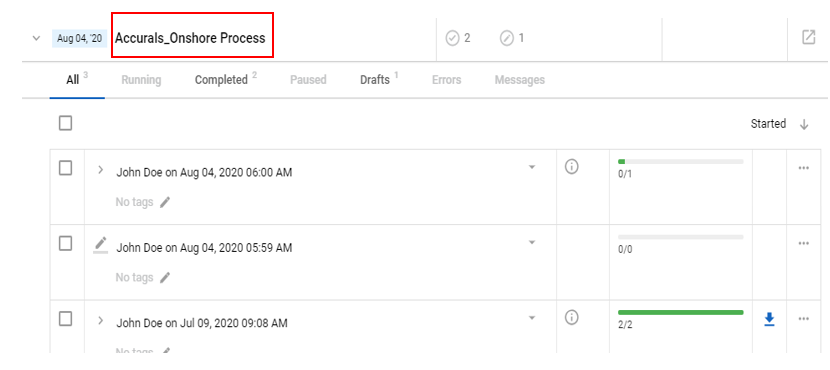 Aug 04, '20 Accurals_Onshore Process 2 1
All 3 Running Completed 2 Paused Drafts 1 Errors Messages
Started
John Doe on Aug 04, 2020 06:00 AM
0/1
No tags
John Doe on Aug 04, 2020 05:59 AM
0/0
No tags
John Doe on Jul 09, 2020 09:08 AM
2/2
No tags